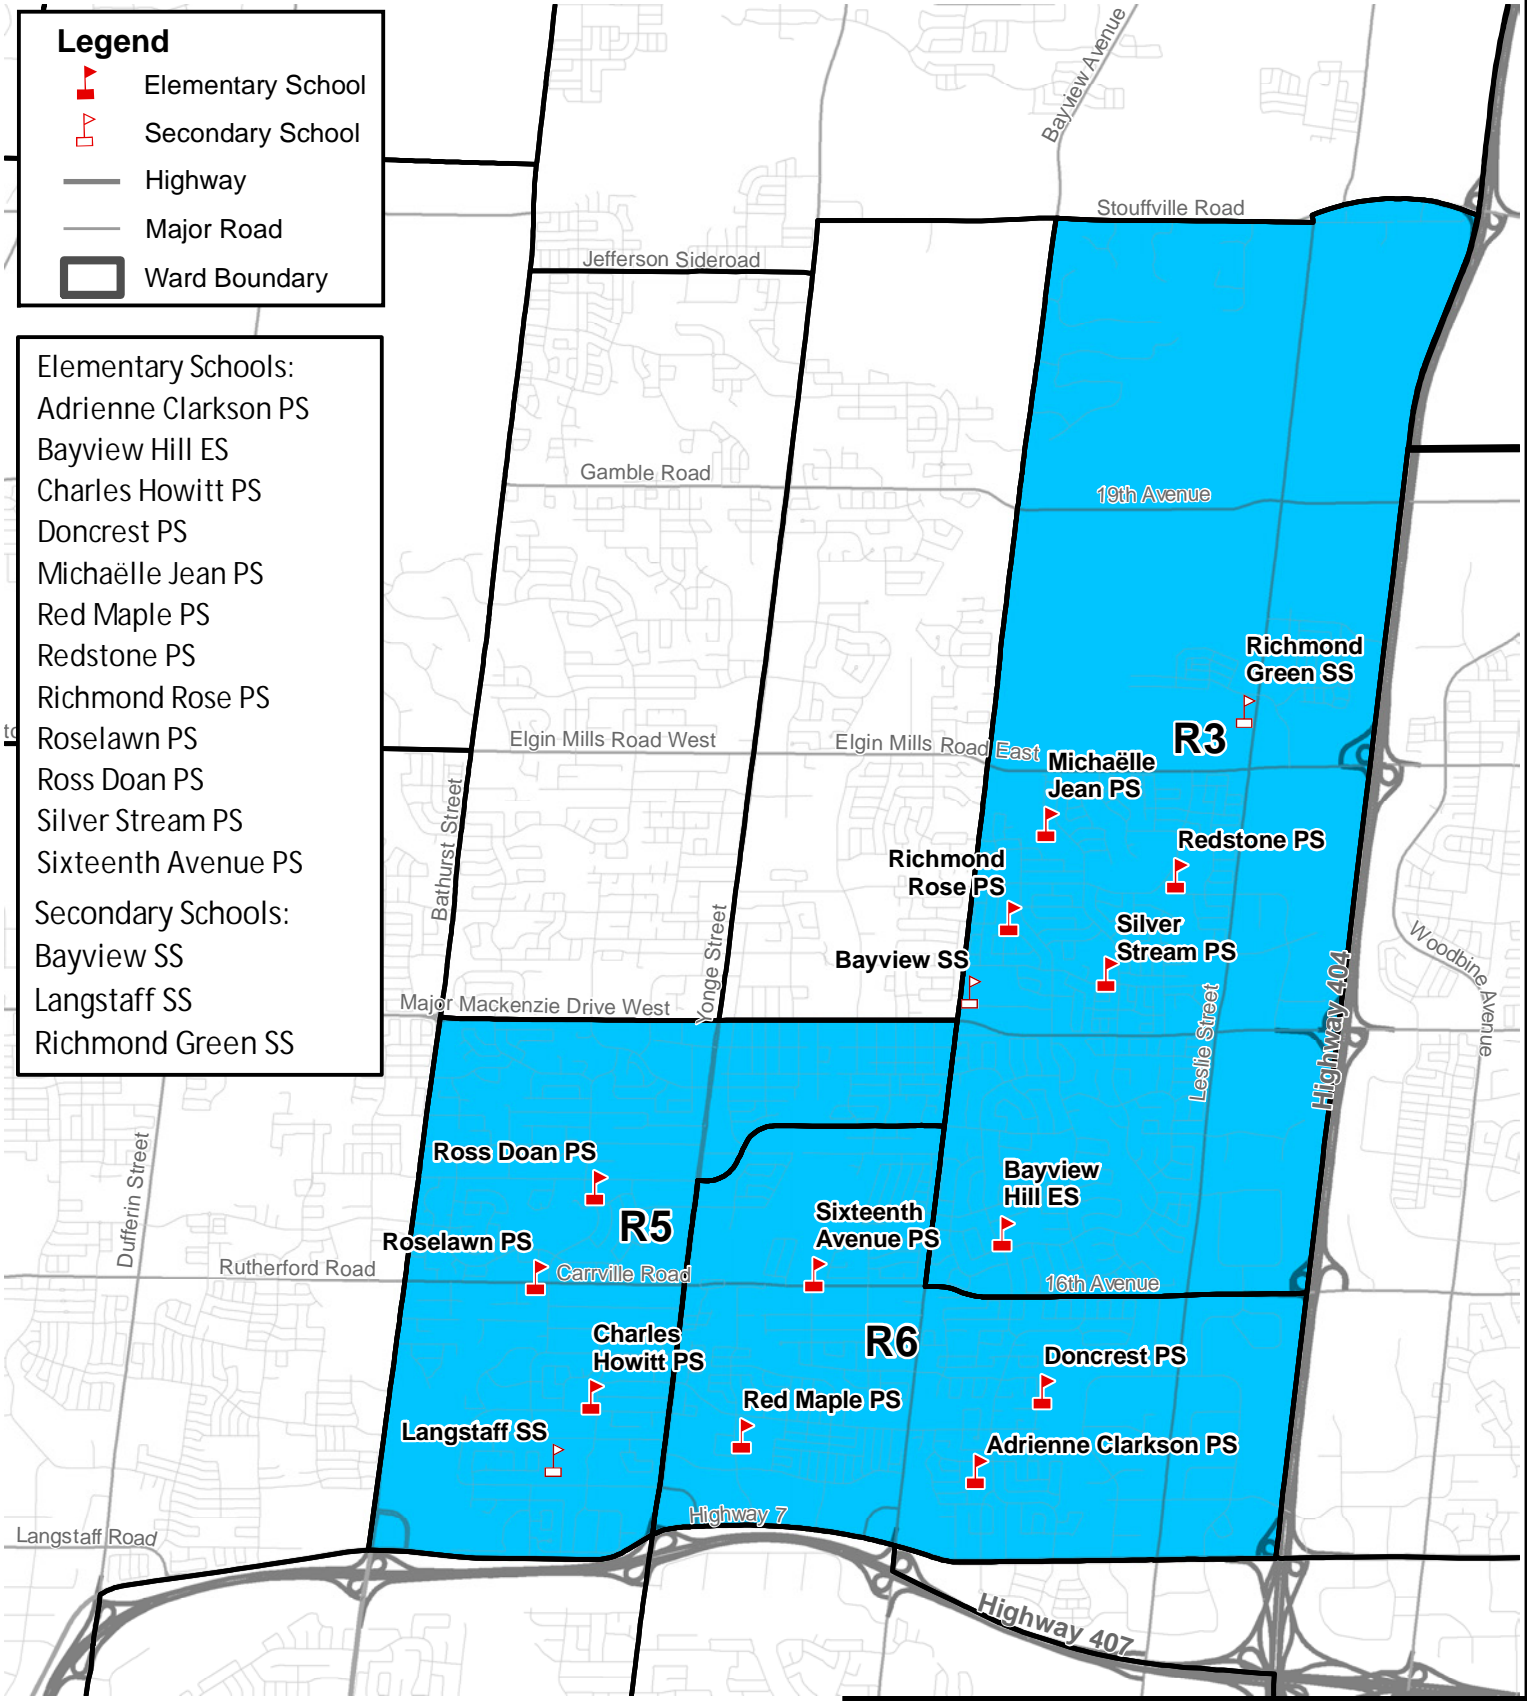 Legend
Elementary School
Secondary School
Highway
Major Road
Ward Boundary
Elementary Schools:
Adrienne Clarkson PS
Bayview Hill ES
Charles Howitt PS
Doncrest PS
Michaëlle Jean PS
Red Maple PS
Redstone PS
Richmond Rose PS
Roselawn PS
Ross Doan PS
Silver Stream PS
Sixteenth Avenue PS
Secondary Schools:
Bayview SS
Langstaff SS
Richmond Green SS
Bayview Avenue
Stouffville Road
Jefferson Sideroad
Gamble Road
19th Avenue
Richmond
Green SS
R3
Elgin Mills Road West
Elgin Mills Road East
Michaëlle
Jean PS
Bathurst Street
Redstone PS
Richmond
Rose PS
Silver
Stream PS
Bayview SS
Yonge Street
Woodbine Avenue
Highway 404
Leslie Street
Major Mackenzie Drive West
Dufferin Street
Ross Doan PS
Bayview
Hill ES
R5
Sixteenth
Avenue PS
Roselawn PS
Rutherford Road
Carrville Road
16th Avenue
Charles
Howitt PS
R6
Doncrest PS
Red Maple PS
Langstaff SS
Adrienne Clarkson PS
Highway 7
Langstaff Road
Highway 407